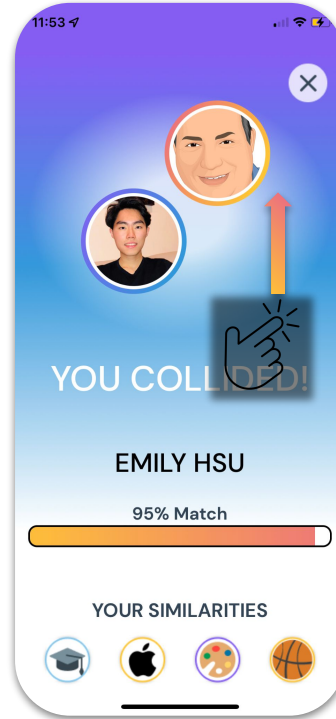 11:53
YOU COLLIDED!
EMILY HSU
95% Match
YOUR SIMILARITIES